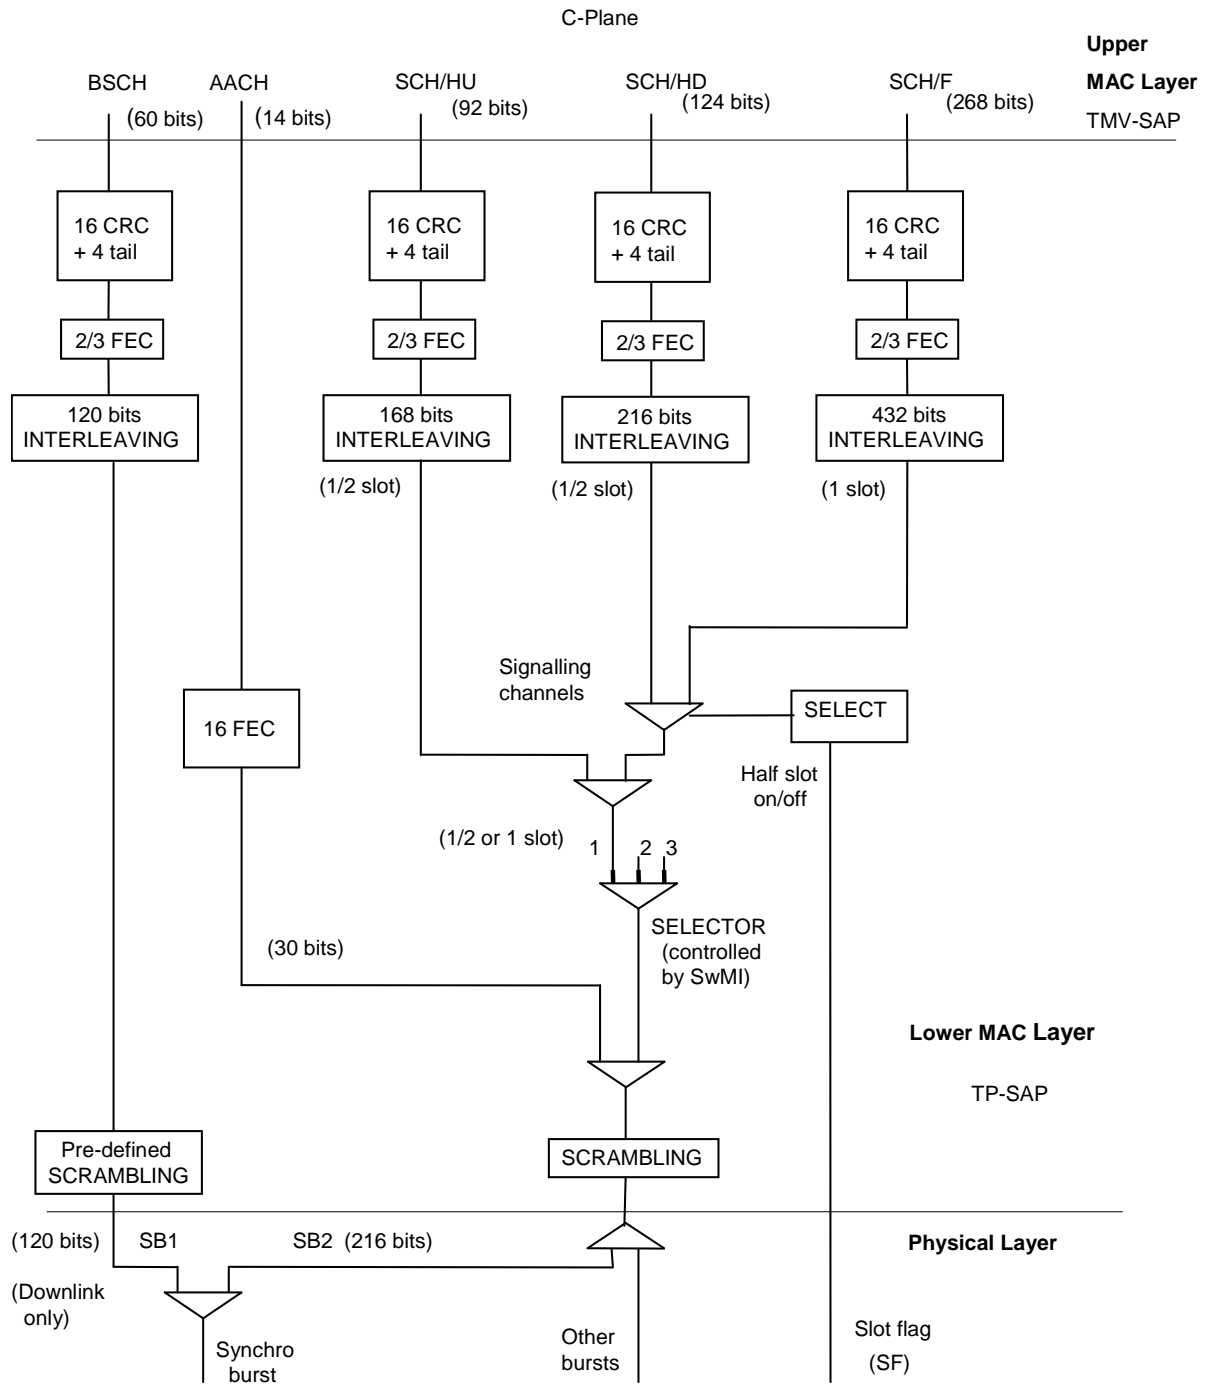 C-Plane
Upper
MAC Layer
TMV-SAP
BSCH
(60 bits)
AACH
(14 bits)
SCH/HU
(92 bits)
SCH/HD
(124 bits)
SCH/F
(268 bits)
16 CRC
+ 4 tail
16 CRC
+ 4 tail
16 CRC
+ 4 tail
16 CRC
+ 4 tail
2/3 FEC
2/3 FEC
2/3 FEC
2/3 FEC
120 bits
INTERLEAVING
168 bits
INTERLEAVING
216 bits
INTERLEAVING
432 bits
INTERLEAVING
(1/2 slot)
(1/2 slot)
(1 slot)
Signalling
channels
16 FEC
SELECT
Half slot
on/off
(1/2 or 1 slot)
1
2
3
SELECTOR
(controlled
by SwMI)
(30 bits)
Lower MAC Layer
TP-SAP
Pre-defined
SCRAMBLING
SCRAMBLING
(120 bits)
SB1
SB2 (216 bits)
Physical Layer
(Downlink
only)
Synchro
burst
Other
bursts
Slot flag
(SF)